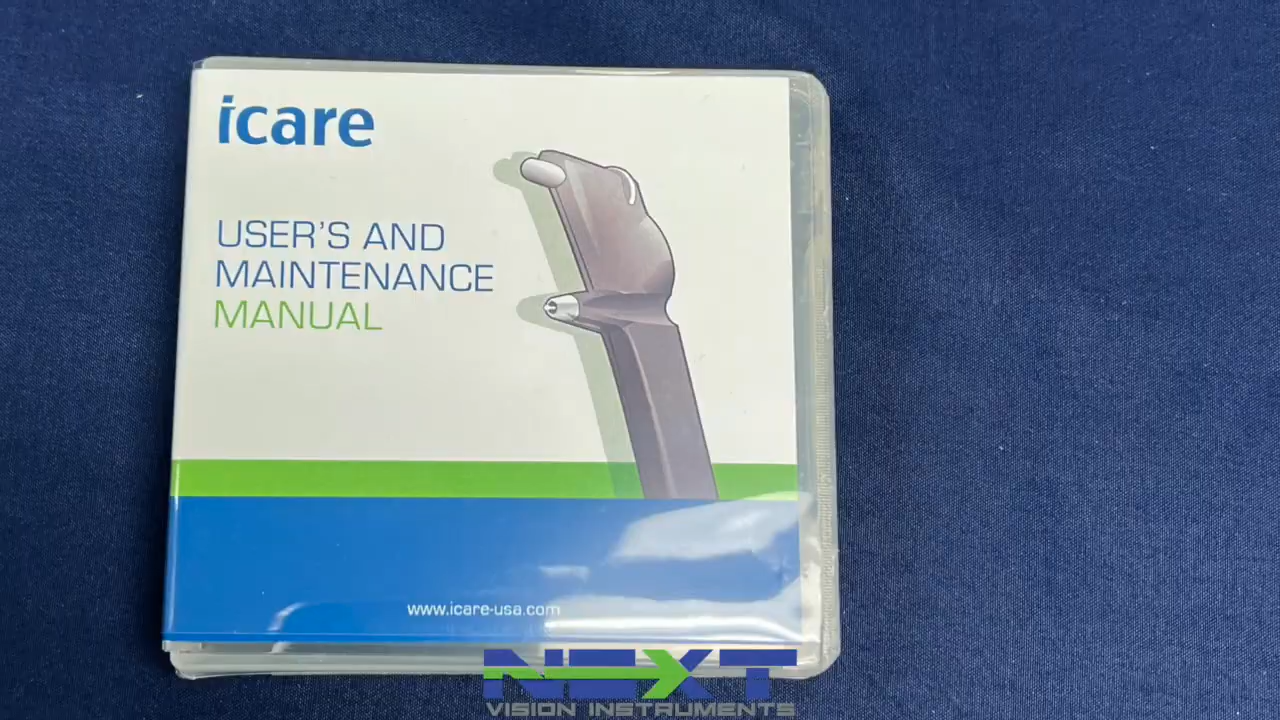 icare
USER'S AND
MAINTENANCE
MANUAL
www.icare-usa.com
NEXT
VISION INSTRUMENTS